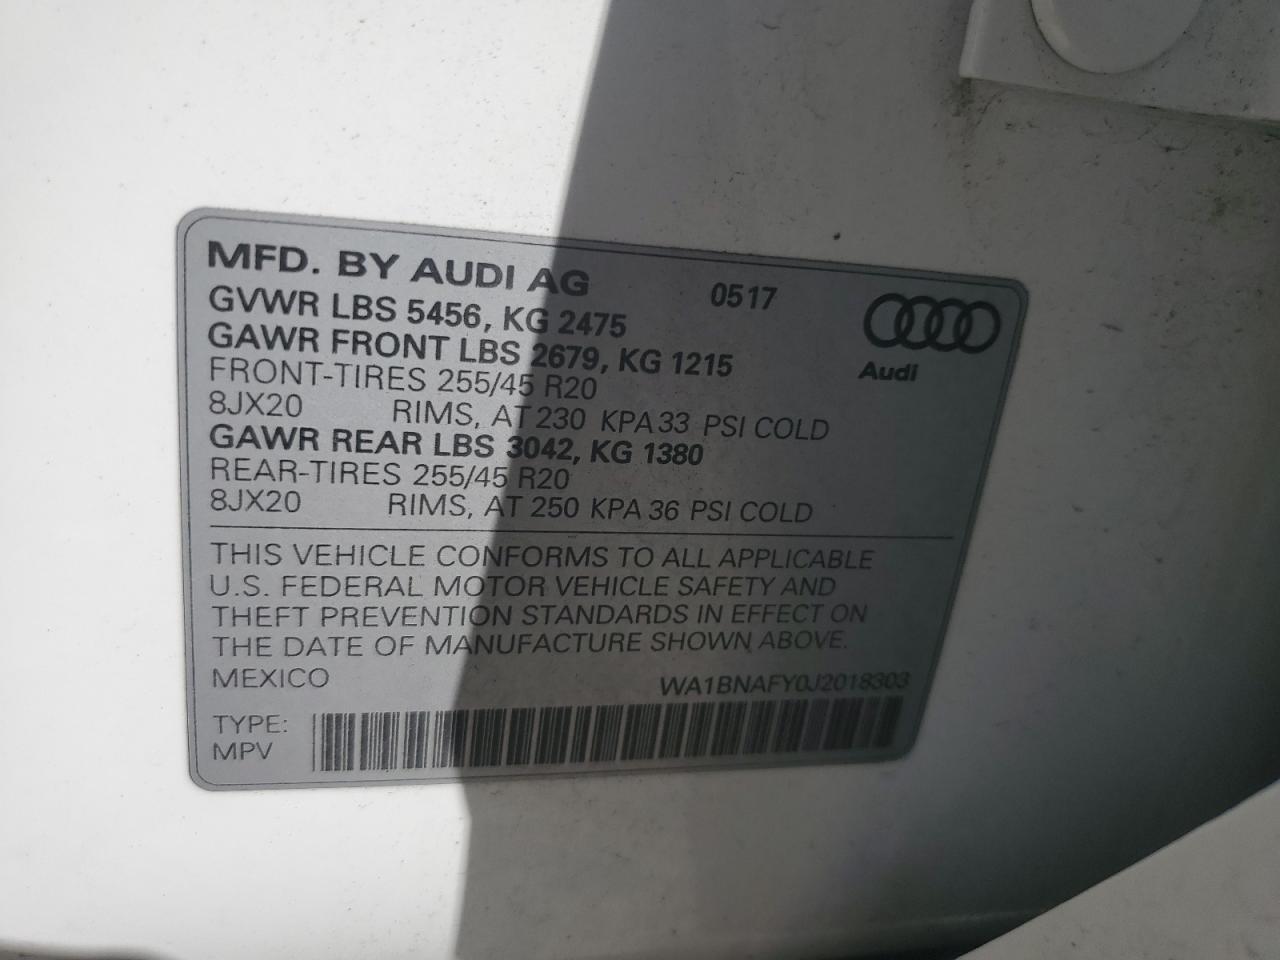 MFD. BY AUDI AG 0517
GVWR LBS 5456, KG 2475
GAWR FRONT LBS 2679, KG 1215
Audi
FRONT-TIRES 255/45 R20
8JX20 RIMS, AT 230 KPA 33 PSI COLD
GAWR REAR LBS 3042, KG 1380
REAR-TIRES 255/45 R20
8JX20 RIMS, AT 250 KPA 36 PSI COLD
THIS VEHICLE CONFORMS TO ALL APPLICABLE
U.S. FEDERAL MOTOR VEHICLE SAFETY AND
THEFT PREVENTION STANDARDS IN EFFECT ON
THE DATE OF MANUFACTURE SHOWN ABOVE.
MEXICO WA1BNAFY0J2018303
TYPE:
MPV